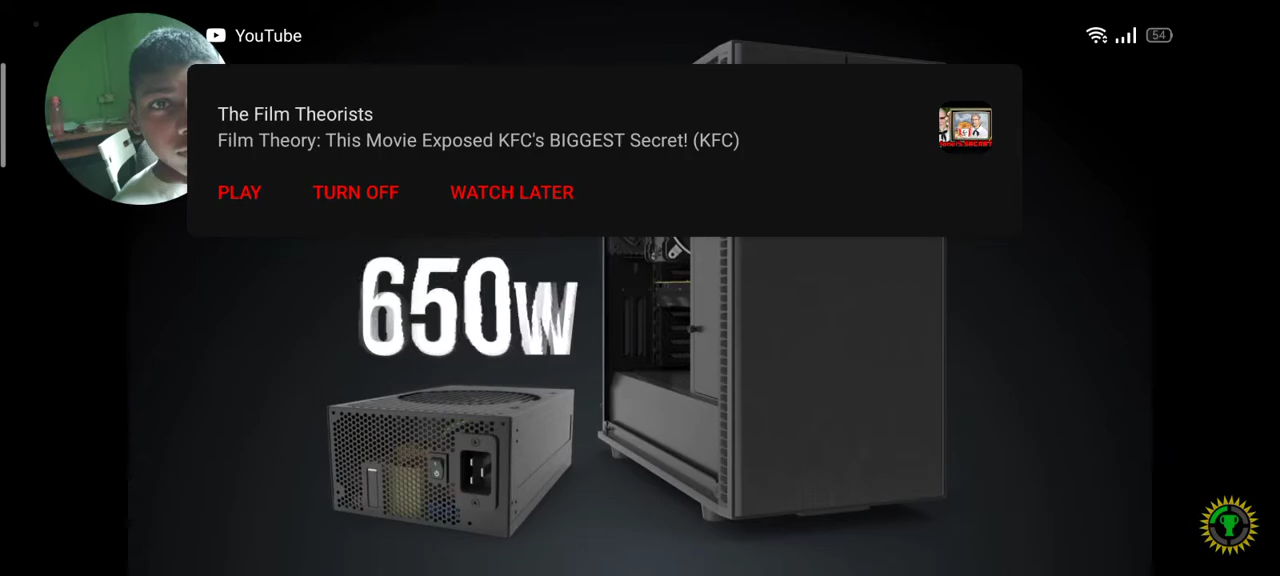 YouTube
54
The Film Theorists
Film Theory: This Movie Exposed KFC's BIGGEST Secret! (KFC)
PLAY TURN OFF WATCH LATER
650W